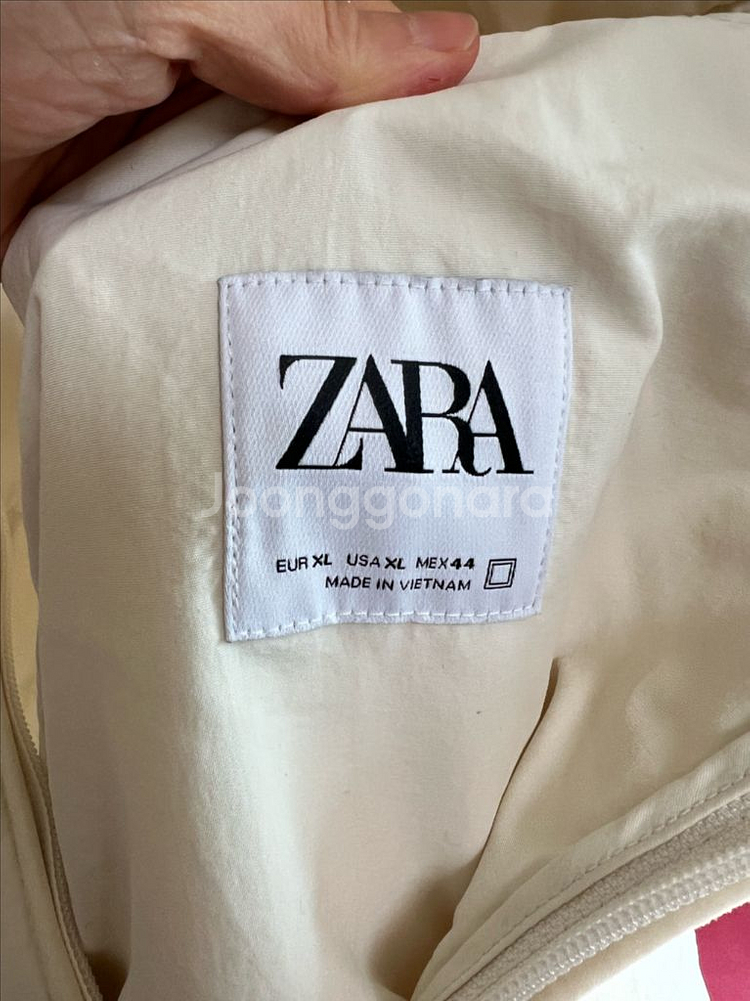 ZARA
Joonggonara
EUR XL USA XL MEX 44
MADE IN VIETNAM